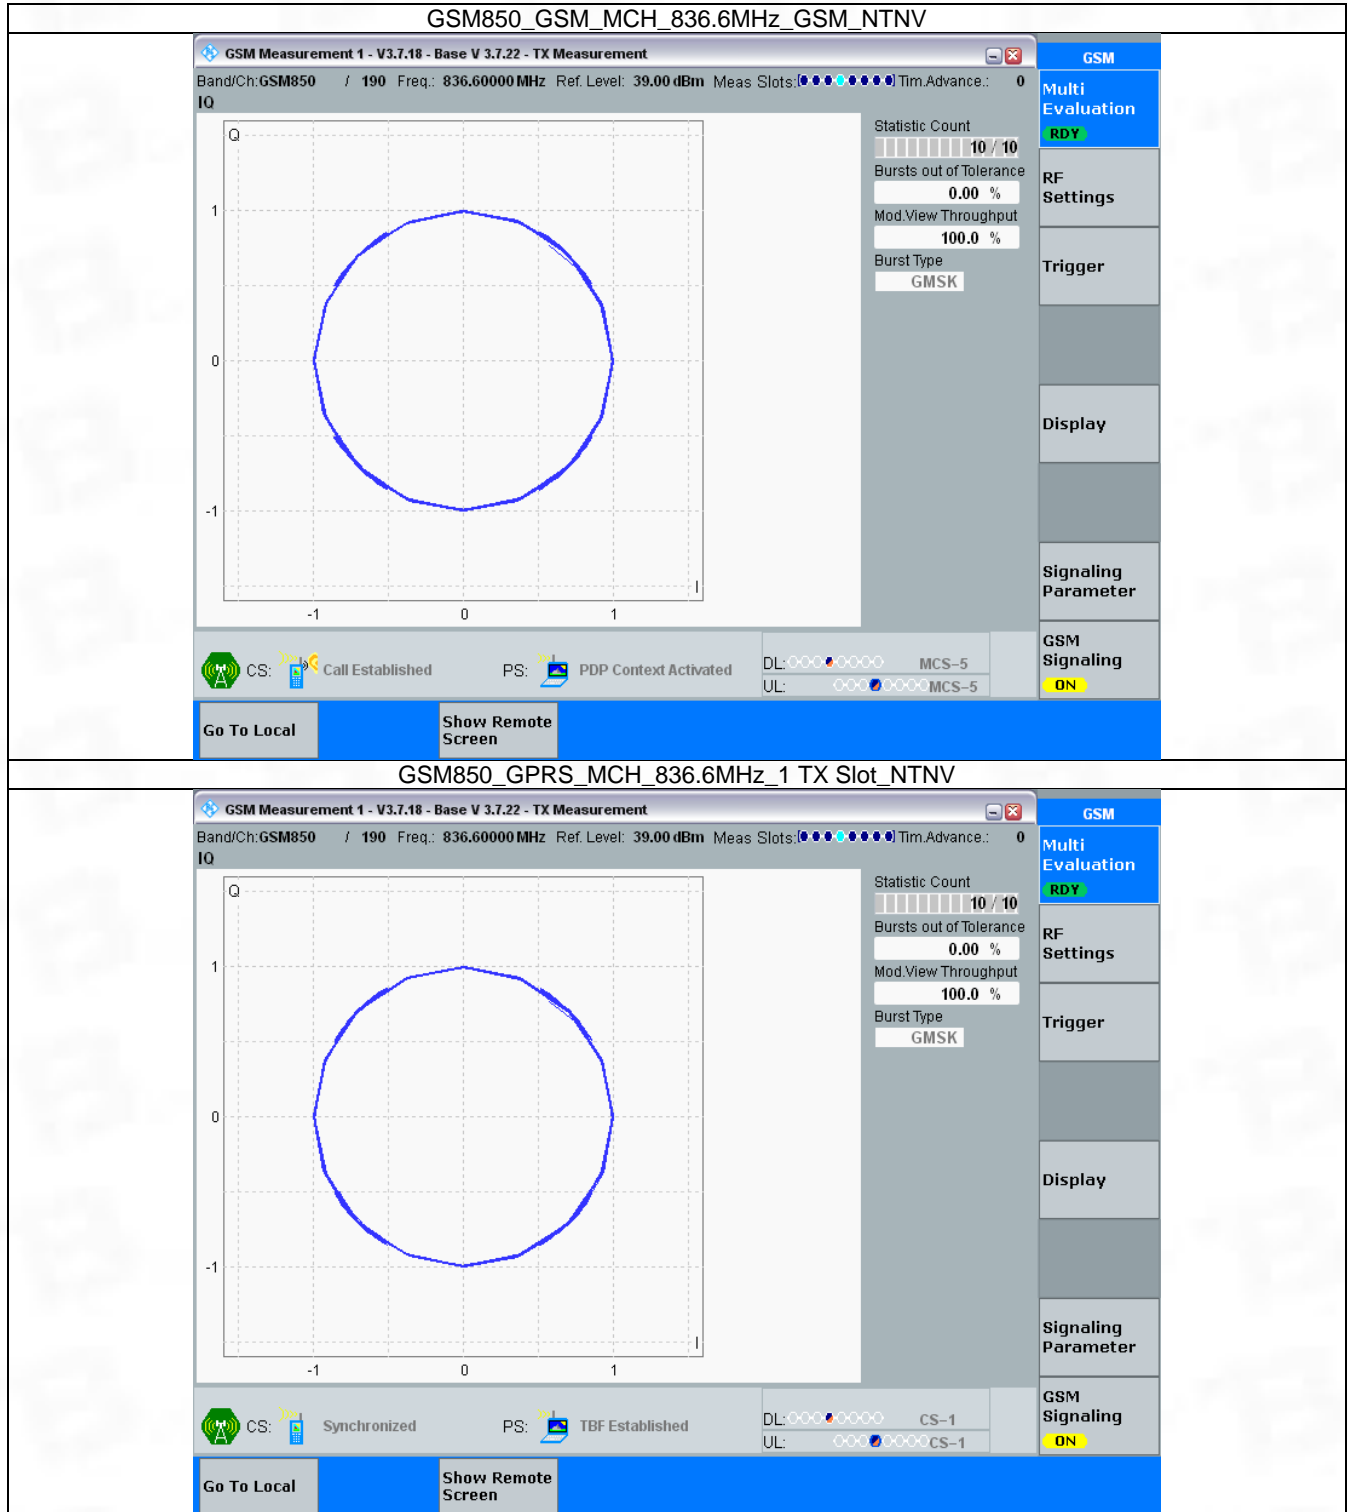 GSM850_GSM_MCH_836.6MHz_GSM_NTNV
GSM Measurement 1 - V3.7.18 - Base V 3.7.22 - TX Measurement
GSM
Band/Ch:GSM850 / 190 Freq.: 836.60000 MHz Ref. Level: 39.00 dBm Meas Slots: Tim.Advance.: 0
IQ
Multi
Evaluation
RDY
Q
Statistic Count
10 / 10
Bursts out of Tolerance
0.00 %
Mod.View Throughput
100.0 %
Burst Type
GMSK
RF
Settings
Trigger
1
0
-1
I
-1 0 1
Display
Signaling
Parameter
GSM
Signaling
ON
CS: Call Established PS: PDP Context Activated DL: MCS-5
UL: MCS-5
Go To Local
Show Remote
Screen
GSM850_GPRS_MCH_836.6MHz_1 TX Slot_NTNV
GSM Measurement 1 - V3.7.18 - Base V 3.7.22 - TX Measurement
GSM
Band/Ch:GSM850 / 190 Freq.: 836.60000 MHz Ref. Level: 39.00 dBm Meas Slots: Tim.Advance.: 0
IQ
Multi
Evaluation
RDY
Q
Statistic Count
10 / 10
Bursts out of Tolerance
0.00 %
Mod.View Throughput
100.0 %
Burst Type
GMSK
RF
Settings
Trigger
1
0
-1
I
-1 0 1
Display
Signaling
Parameter
GSM
Signaling
ON
CS: Synchronized PS: TBF Established DL: CS-1
UL: CS-1
Go To Local
Show Remote
Screen